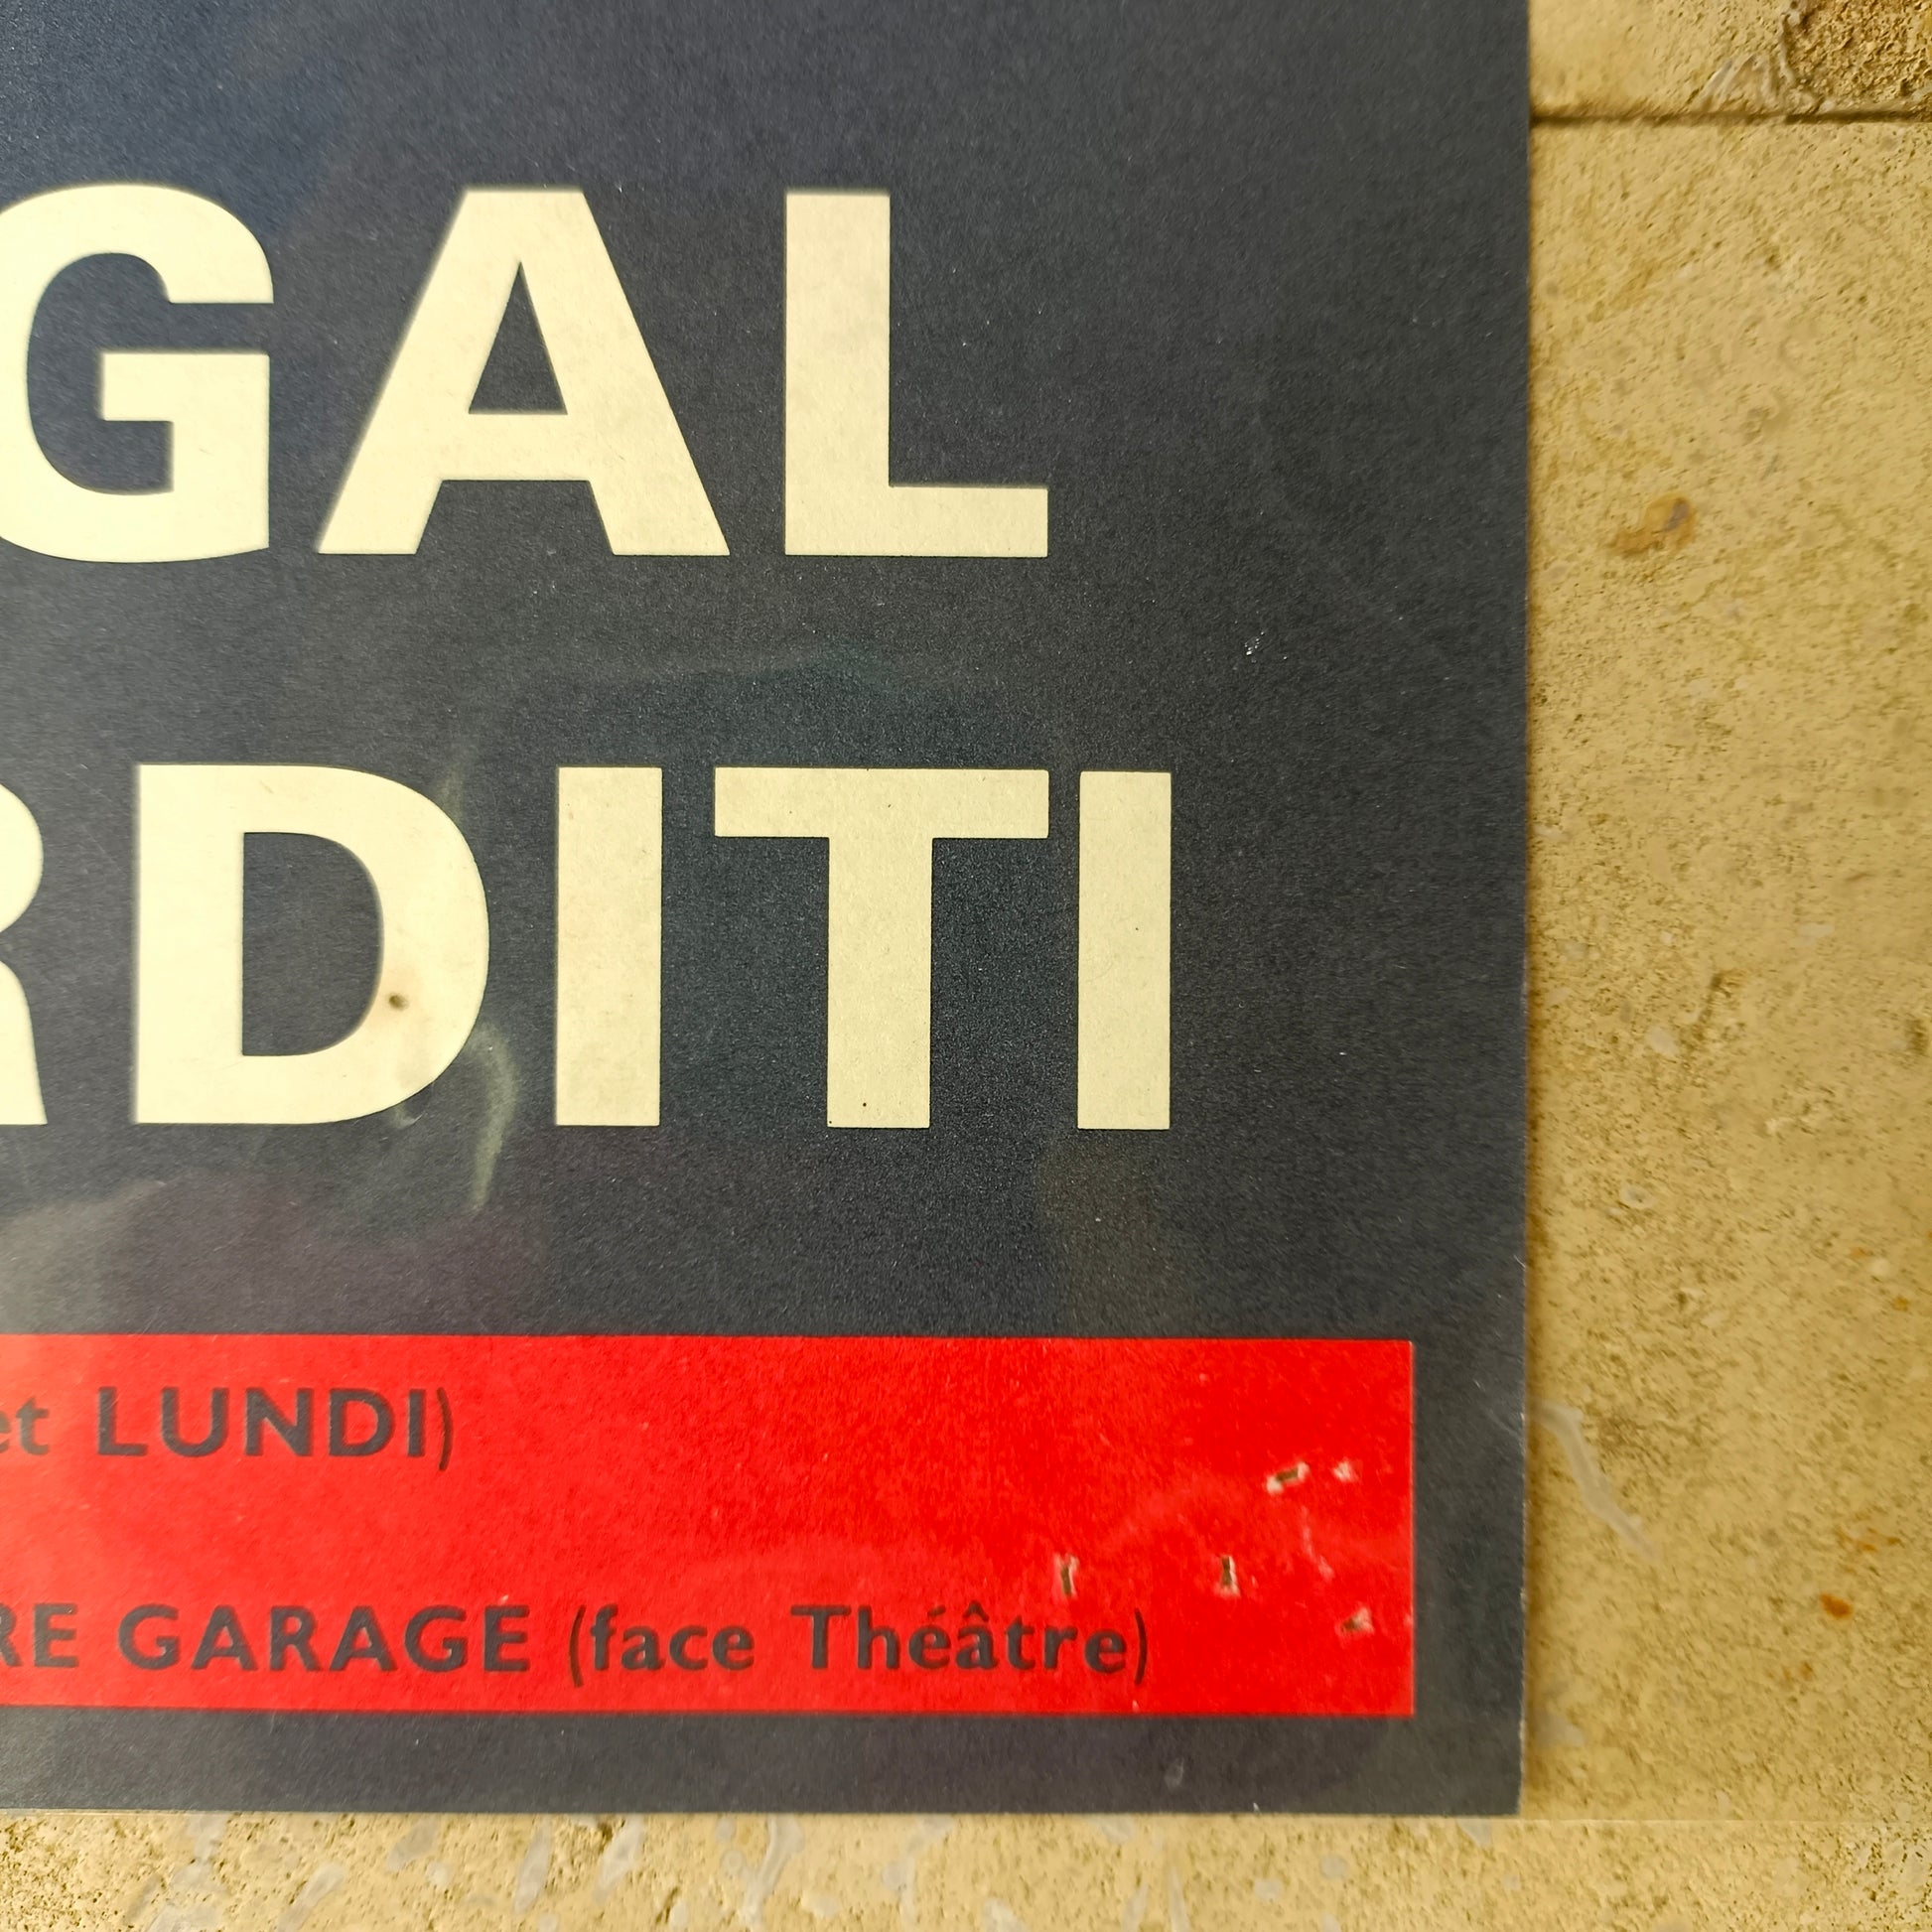 GAL
RDITI
et LUNDI)
RE GARAGE (face Théâtre)